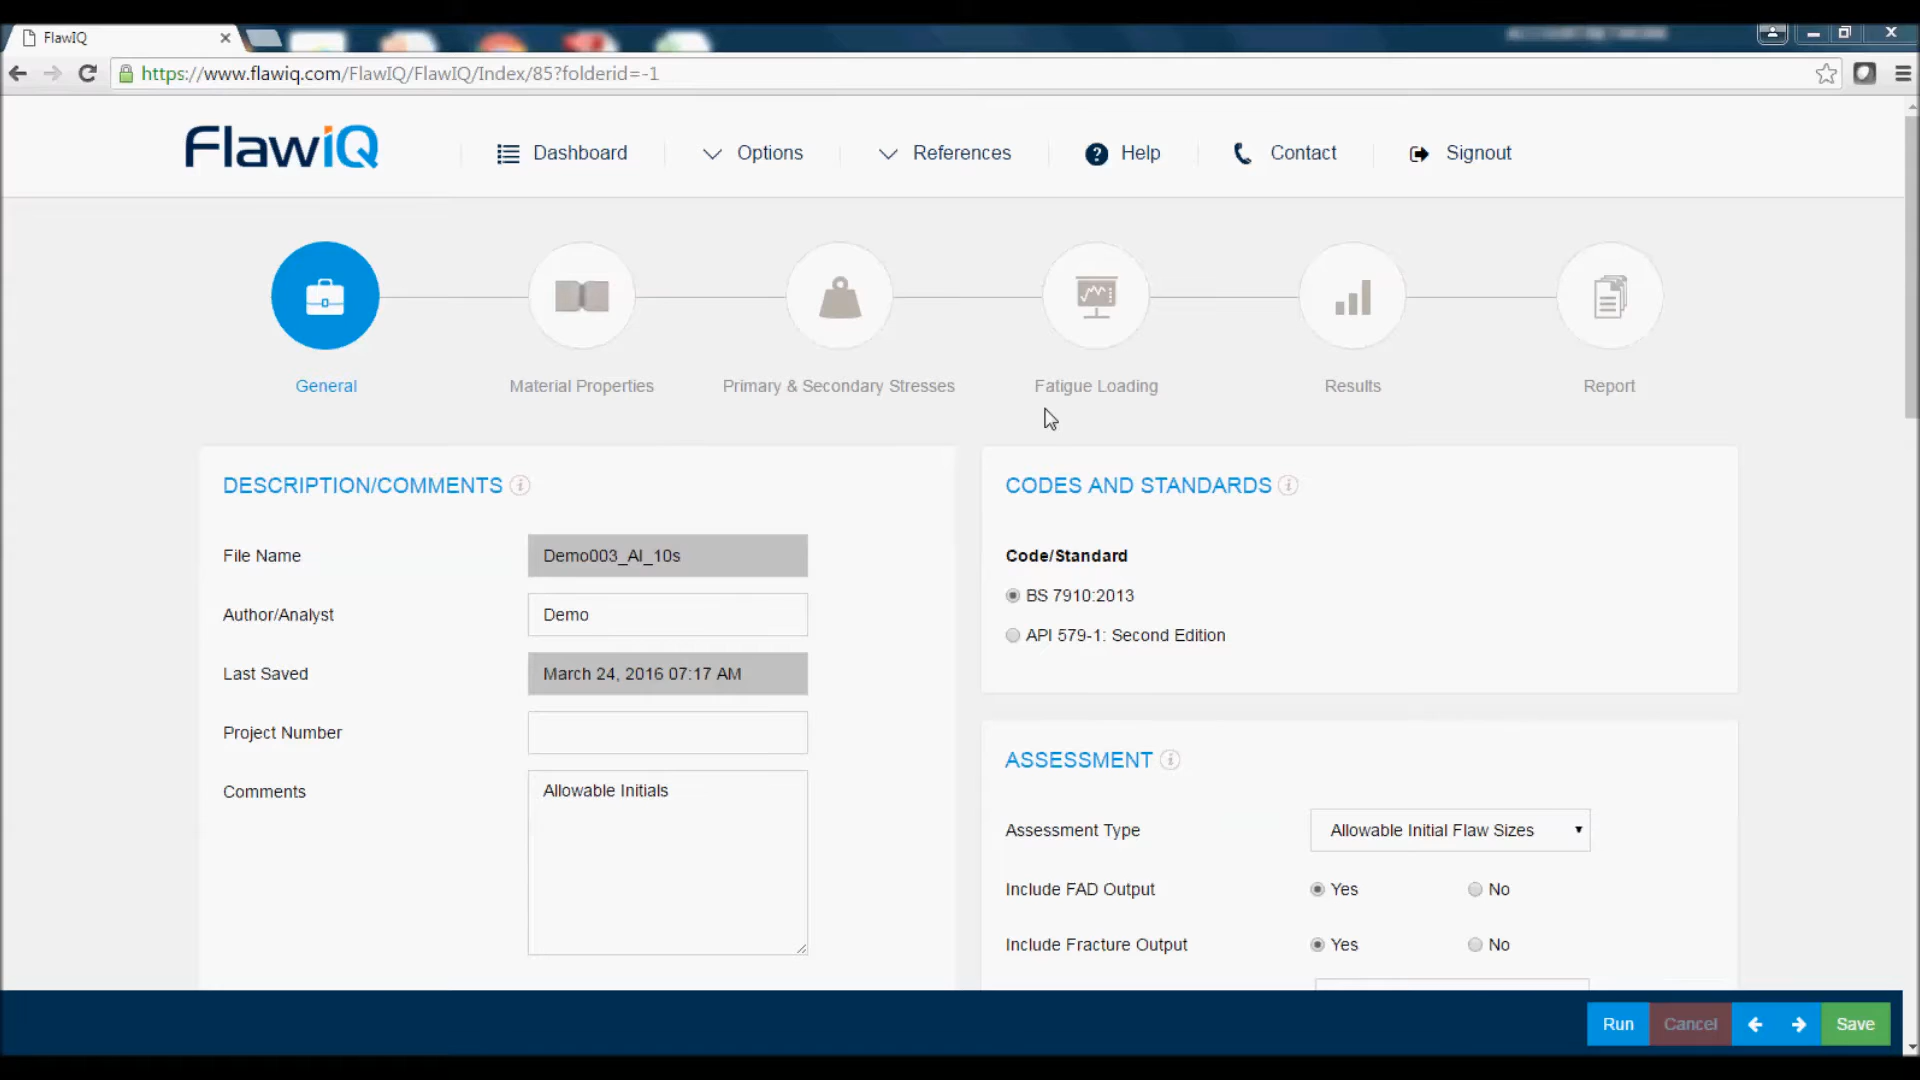 FlawIQ
https://www.flawiq.com/FlawIQ/FlawIQ/Index/85?folderid=-1
FlawiQ
Dashboard
Options
References
Help
Contact
Signout
General
Material Properties
Primary & Secondary Stresses
Fatigue Loading
Results
Report
DESCRIPTION/COMMENTS
File Name
Demo003_AI_10s
Author/Analyst
Demo
Last Saved
March 24, 2016 07:17 AM
Project Number
Comments
Allowable Initials
CODES AND STANDARDS
Code/Standard
BS 7910:2013
API 579-1: Second Edition
ASSESSMENT
Assessment Type
Allowable Initial Flaw Sizes
Include FAD Output
Yes
No
Include Fracture Output
Yes
No
Run
Cancel
Save